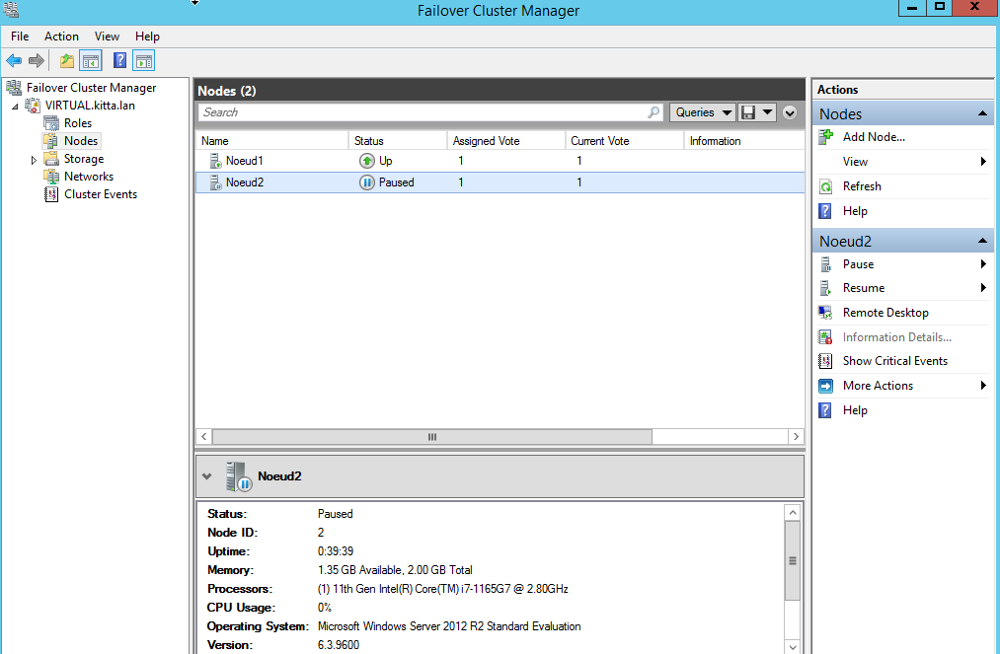 Failover Cluster Manager
File Action View Help
Failover Cluster Manager
VIRTUAL.kitta.lan
Roles
Nodes
Storage
Networks
Cluster Events
Nodes (2)
Search
Queries
Name Status Assigned Vote Current Vote Information
Noeud1 Up 1 1
Noeud2 Paused 1 1
Noeud2
Status: Paused
Node ID: 2
Uptime: 0:39:39
Memory: 1.35 GB Available, 2.00 GB Total
Processors: (1) 11th Gen Intel(R) Core(TM) i7-1165G7 @ 2.80GHz
CPU Usage: 0%
Operating System: Microsoft Windows Server 2012 R2 Standard Evaluation
Version: 6.3.9600
Actions
Nodes
Add Node...
View
Refresh
Help
Noeud2
Pause
Resume
Remote Desktop
Information Details...
Show Critical Events
More Actions
Help